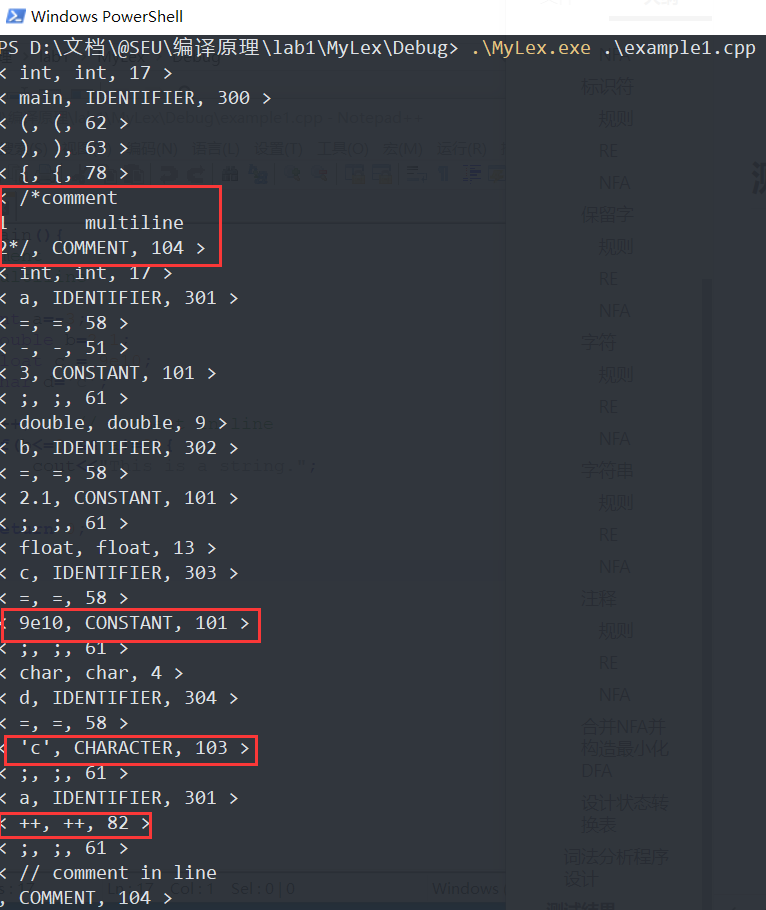 Windows PowerShell
PS D:\文档\@SEU\编译原理\lab1\MyLex\Debug> .\MyLex.exe .\example1.cpp
< int, int, 17 >
< main, IDENTIFIER, 300 >
< (, (, 62 >
< ), ), 63 >
< {, {, 78 >
< /*comment
1 multiline
2*/, COMMENT, 104 >
< int, int, 17 >
< a, IDENTIFIER, 301 >
< =, =, 58 >
< -, -, 51 >
< 3, CONSTANT, 101 >
< ;, ;, 61 >
< double, double, 9 >
< b, IDENTIFIER, 302 >
< =, =, 58 >
< 2.1, CONSTANT, 101 >
< ;, ;, 61 >
< float, float, 13 >
< c, IDENTIFIER, 303 >
< =, =, 58 >
< 9e10, CONSTANT, 101 >
< ;, ;, 61 >
< char, char, 4 >
< d, IDENTIFIER, 304 >
< =, =, 58 >
< 'c', CHARACTER, 103 >
< ;, ;, 61 >
< a, IDENTIFIER, 301 >
< ++, ++, 82 >
< ;, ;, 61 >
< // comment in line
, COMMENT, 104 >
标识符
规则
RE
NFA
保留字
规则
RE
NFA
字符
规则
RE
NFA
字符串
规则
RE
NFA
注释
规则
RE
NFA
合并NFA并
构造最小化
DFA
设计状态转
换表
词法分析程序
设计
测试结果